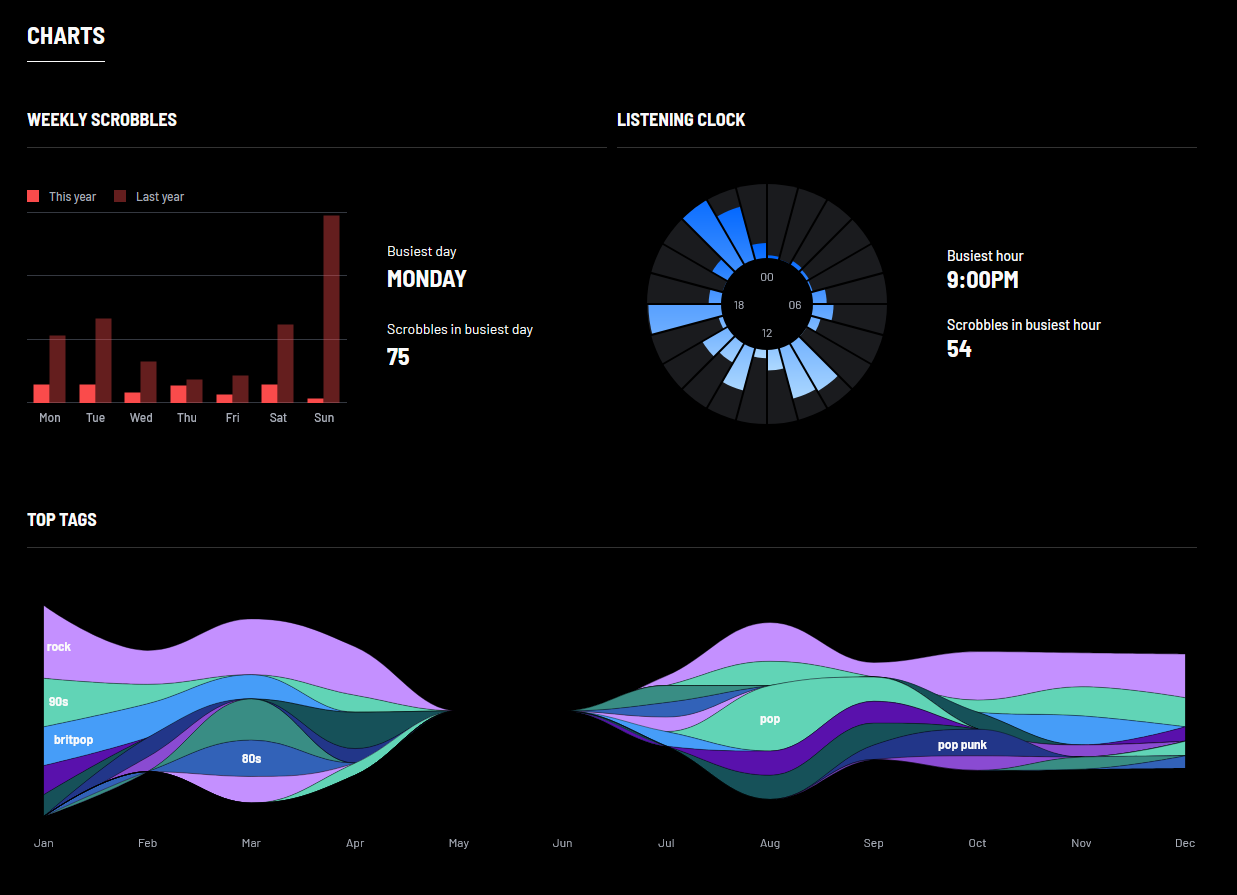 CHARTS
WEEKLY SCROBBLES
LISTENING CLOCK
This year
Last year
Mon
Tue
Wed
Thu
Fri
Sat
Sun
Busiest day
MONDAY
Scrobbles in busiest day
75
00
18
06
12
Busiest hour
9:00PM
Scrobbles in busiest hour
54
TOP TAGS
rock
90s
britpop
80s
pop
pop punk
Jan
Feb
Mar
Apr
May
Jun
Jul
Aug
Sep
Oct
Nov
Dec